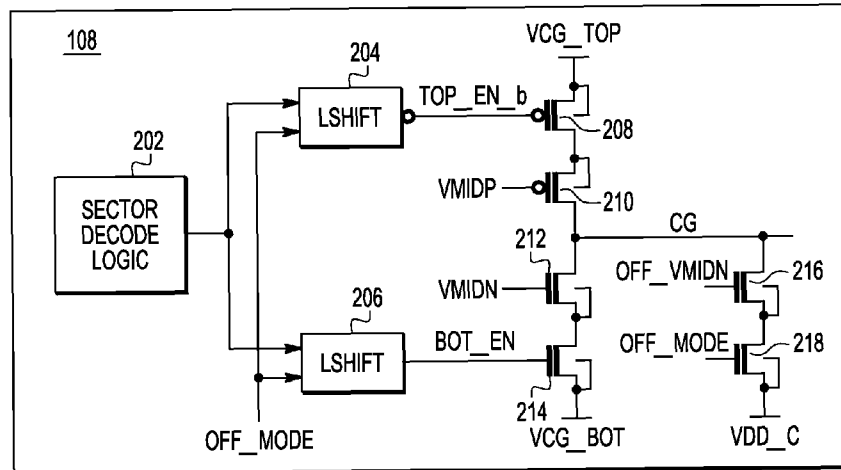 108
VCG_TOP
204
LSHIFT
TOP_EN_b
208
202
SECTOR
DECODE
LOGIC
VMIDP
210
CG
212
OFF_VMIDN
216
VMIDN
206
LSHIFT
BOT_EN
OFF_MODE
218
214
OFF_MODE
VCG_BOT
VDD_C